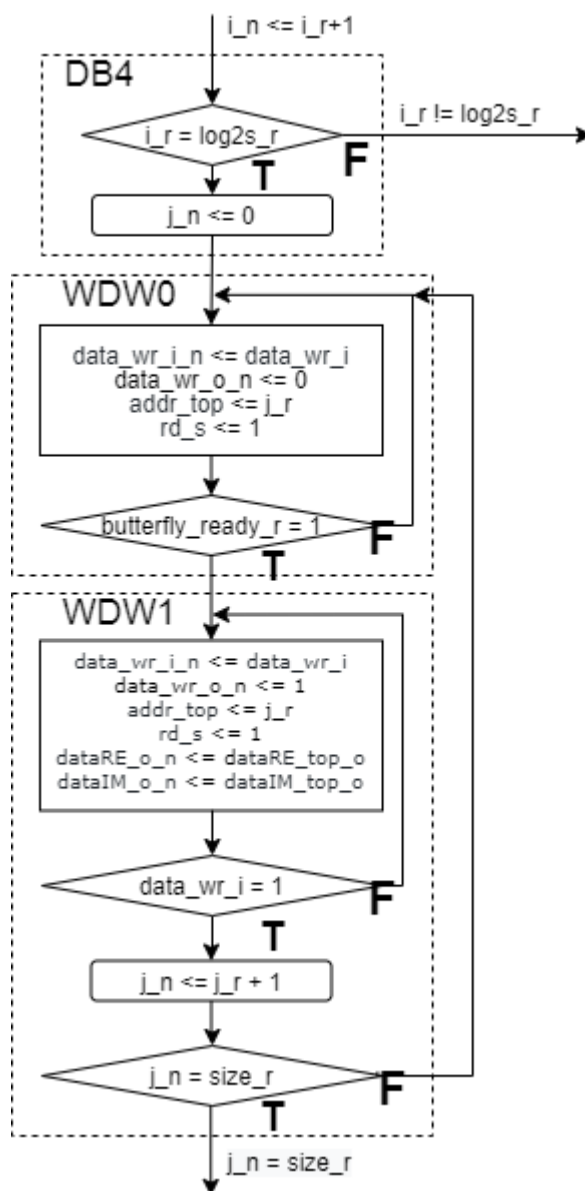 i_n <= i_r+1
DB4
i_r = log2s_r
i_r != log2s_r
T
F
j_n <= 0
WDW0
data_wr_i_n <= data_wr_i
data_wr_o_n <= 0
addr_top <= j_r
rd_s <= 1
butterfly_ready_r = 1
F
T
WDW1
data_wr_i_n <= data_wr_i
data_wr_o_n <= 1
addr_top <= j_r
rd_s <= 1
dataRE_o_n <= dataRE_top_o
dataIM_o_n <= dataIM_top_o
data_wr_i = 1
F
T
j_n <= j_r + 1
j_n = size_r
F
T
j_n = size_r